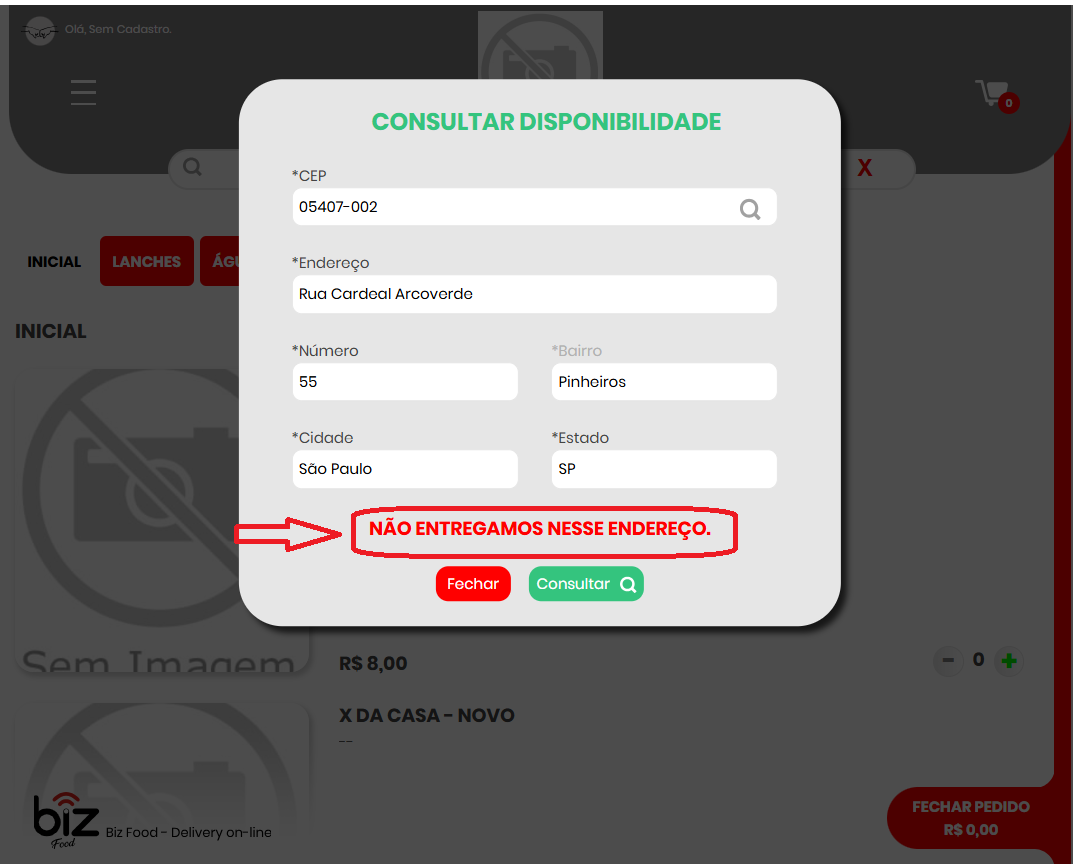 Olá, Sem Cadastro.
0
CONSULTAR DISPONIBILIDADE
X
*CEP
05407-002
*Endereço
Rua Cardeal Arcoverde
INICIAL
LANCHES
ÁGU
INICIAL
*Número
*Bairro
55
Pinheiros
*Cidade
*Estado
São Paulo
SP
NÃO ENTREGAMOS NESSE ENDEREÇO.
Fechar
Consultar
Sem Imagem
R$ 8,00
0
X DA CASA - NOVO
--
biz
Food
Biz Food - Delivery on-line
FECHAR PEDIDO
R$ 0,00